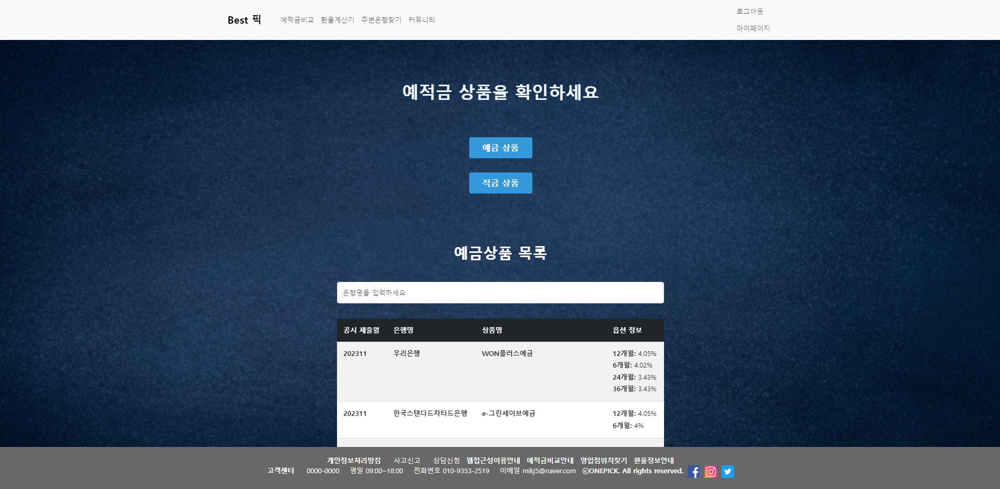 Best 픽 예적금비교 환율계산기 주변은행찾기 커뮤니티
로그아웃
마이페이지
예적금 상품을 확인하세요
예금 상품
적금 상품
예금상품 목록
은행명을 입력하세요
공시 제출월 은행명 상품명 옵션 정보
202311 우리은행 WON플러스예금 12개월: 4.05%
6개월: 4.02%
24개월: 3.43%
36개월: 3.43%
202311 한국스탠다드차타드은행 e-그린세이브예금 12개월: 4.05%
6개월: 4%
개인정보처리방침 사고신고 상담신청 웹접근성이용안내 예적금비교안내 영업점위치찾기 환율정보안내
고객센터 0000-0000 평일 09:00~18:00 전화번호 010-9353-2519 이메일 mikj5@naver.com ⓒONEPICK. All rights reserved.